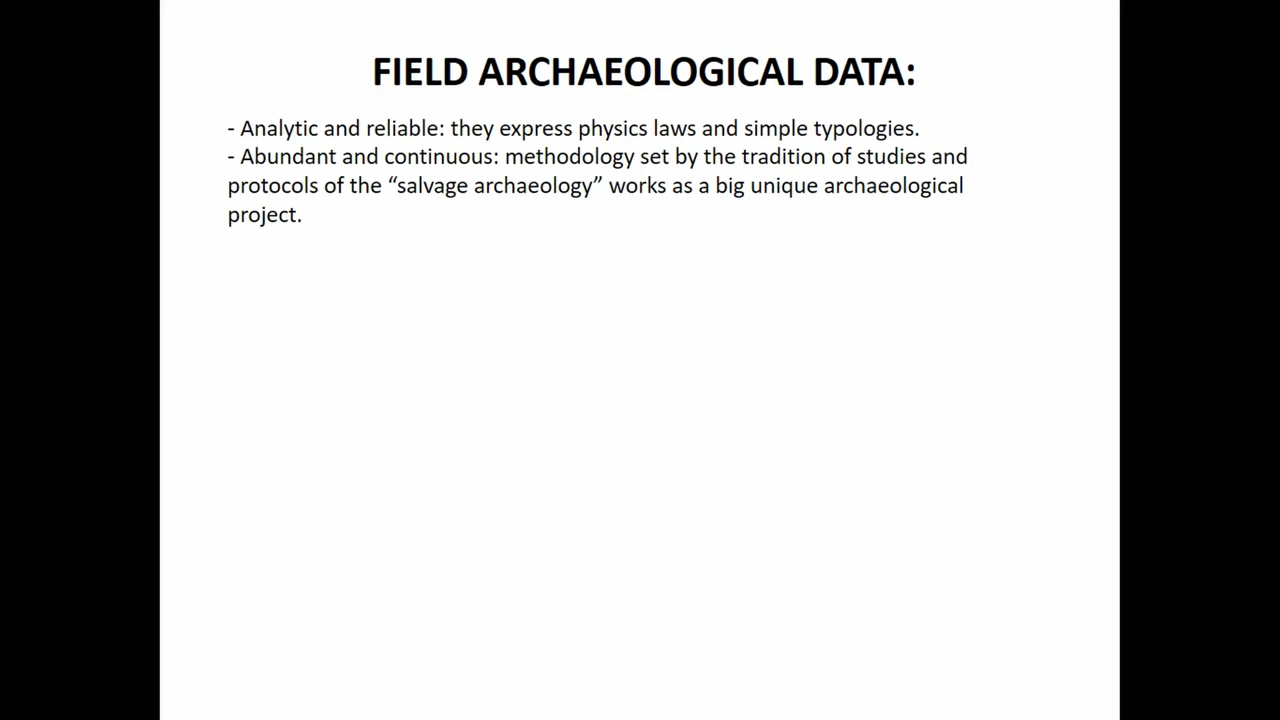 FIELD ARCHAEOLOGICAL DATA:
- Analytic and reliable: they express physics laws and simple typologies.
- Abundant and continuous: methodology set by the tradition of studies and
protocols of the “salvage archaeology” works as a big unique archaeological
project.